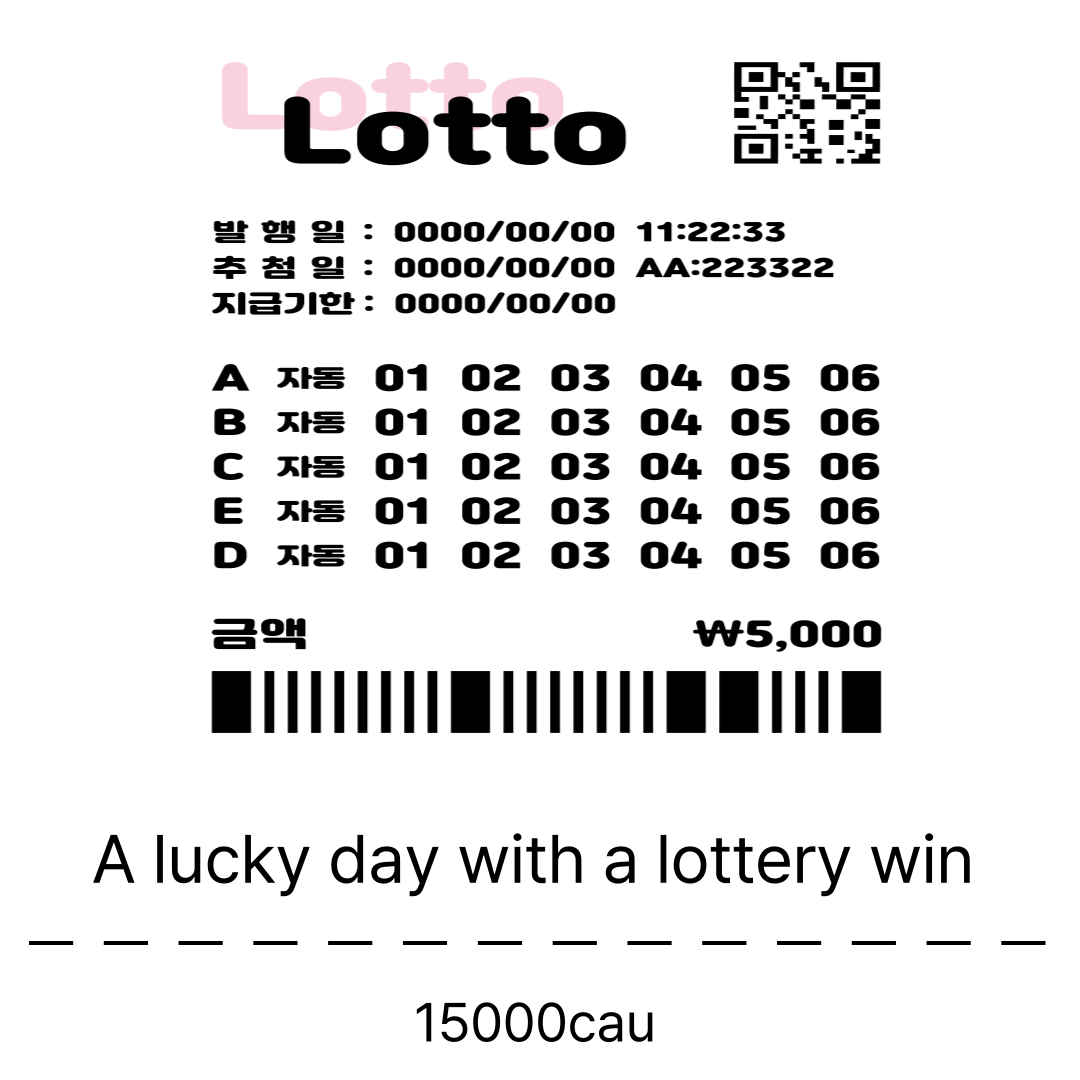 Lotto
Lotto
발 행 일 : 0000/00/00 11:22:33
추 첨 일 : 0000/00/00 AA:223322
지급기한 : 0000/00/00
A 자동 01 02 03 04 05 06
B 자동 01 02 03 04 05 06
C 자동 01 02 03 04 05 06
E 자동 01 02 03 04 05 06
D 자동 01 02 03 04 05 06
금액 ₩5,000
A lucky day with a lottery win
15000cau